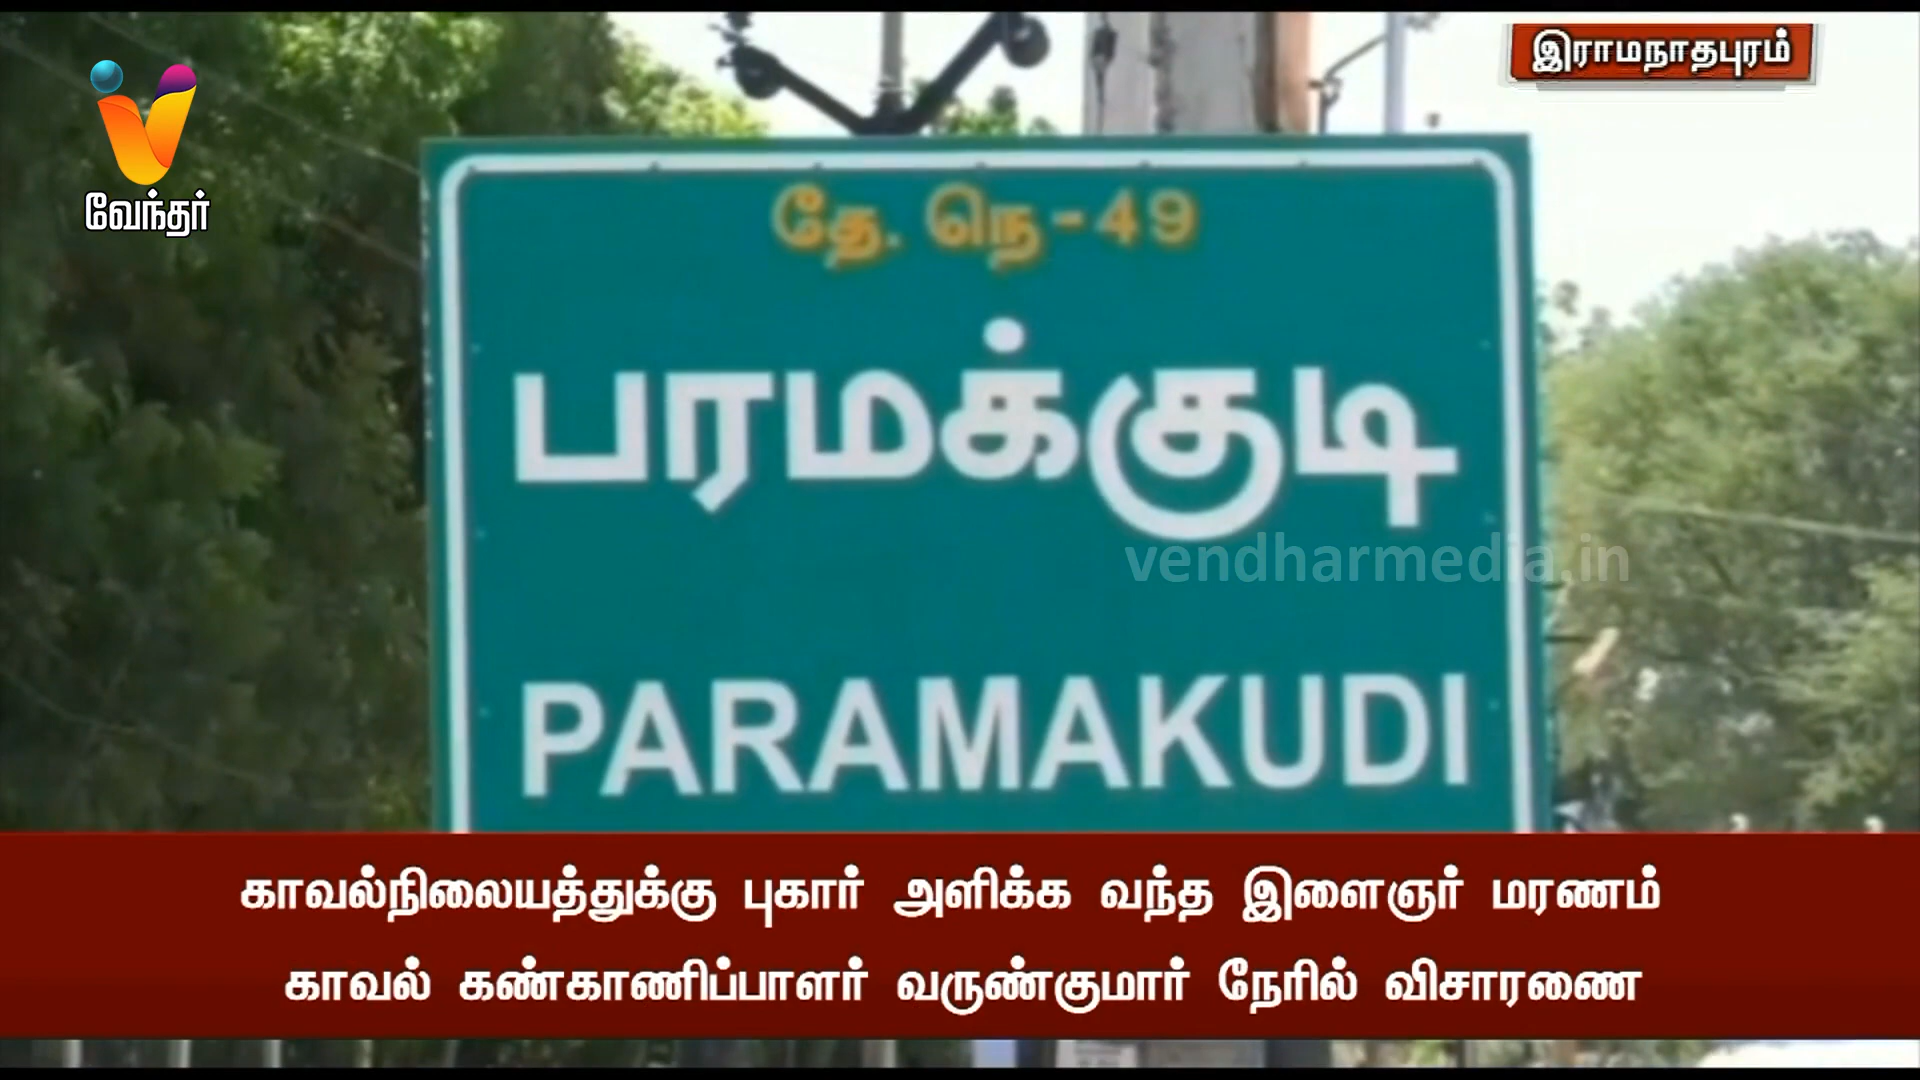 இராமநாதபுரம்
வேந்தர்
தே. நெ-49
பரமக்குடி
vendharmedia.in
PARAMAKUDI
காவல்நிலையத்துக்கு புகார் அளிக்க வந்த இளைஞர் மரணம்
காவல் கண்காணிப்பாளர் வருண்குமார் நேரில் விசாரணை